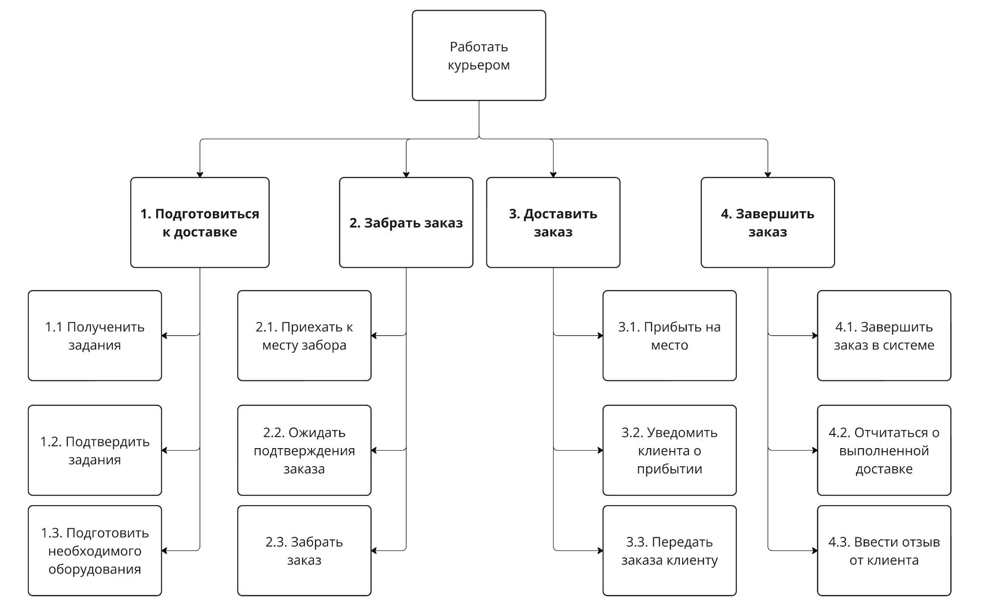 Работать
курьером
1. Подготовиться
к доставке
2. Забрать заказ
3. Доставить
заказ
4. Завершить
заказ
1.1 Полученить
задания
2.1. Приехать к
месту забора
3.1. Прибыть на
место
4.1. Завершить
заказ в системе
1.2. Подтвердить
задания
2.2. Ожидать
подтверждения
заказа
3.2. Уведомить
клиента о
прибытии
4.2. Отчитаться о
выполненной
доставке
1.3. Подготовить
необходимого
оборудования
2.3. Забрать
заказ
3.3. Передать
заказа клиенту
4.3. Ввести отзыв
от клиента